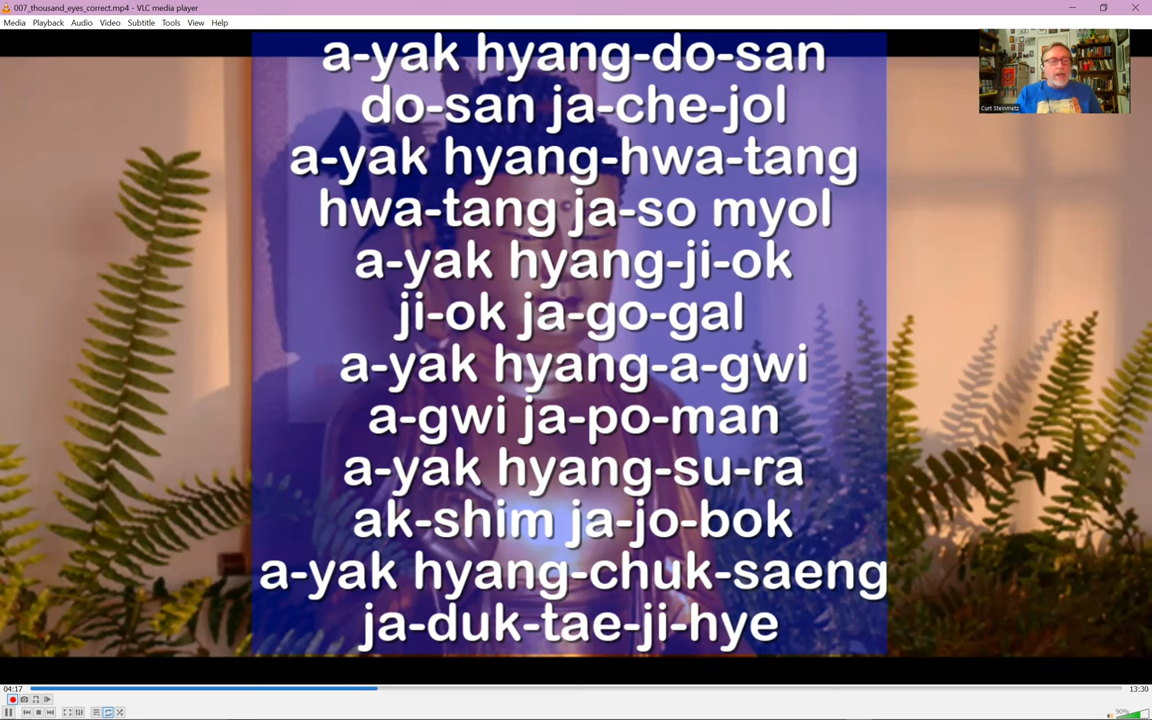 007_thousand_eyes_correct.mp4 - VLC media player
Media Playback Audio Video Subtitle Tools View Help
a-yak hyang-do-san
do-san ja-che-jol
a-yak hyang-hwa-tang
hwa-tang ja-so myol
a-yak hyang-ji-ok
ji-ok ja-go-gal
a-yak hyang-a-gwi
a-gwi ja-po-man
a-yak hyang-su-ra
ak-shim ja-jo-bok
a-yak hyang-chuk-saeng
ja-duk-tae-ji-hye
Curt Steinmetz
04:17
13:30
90%